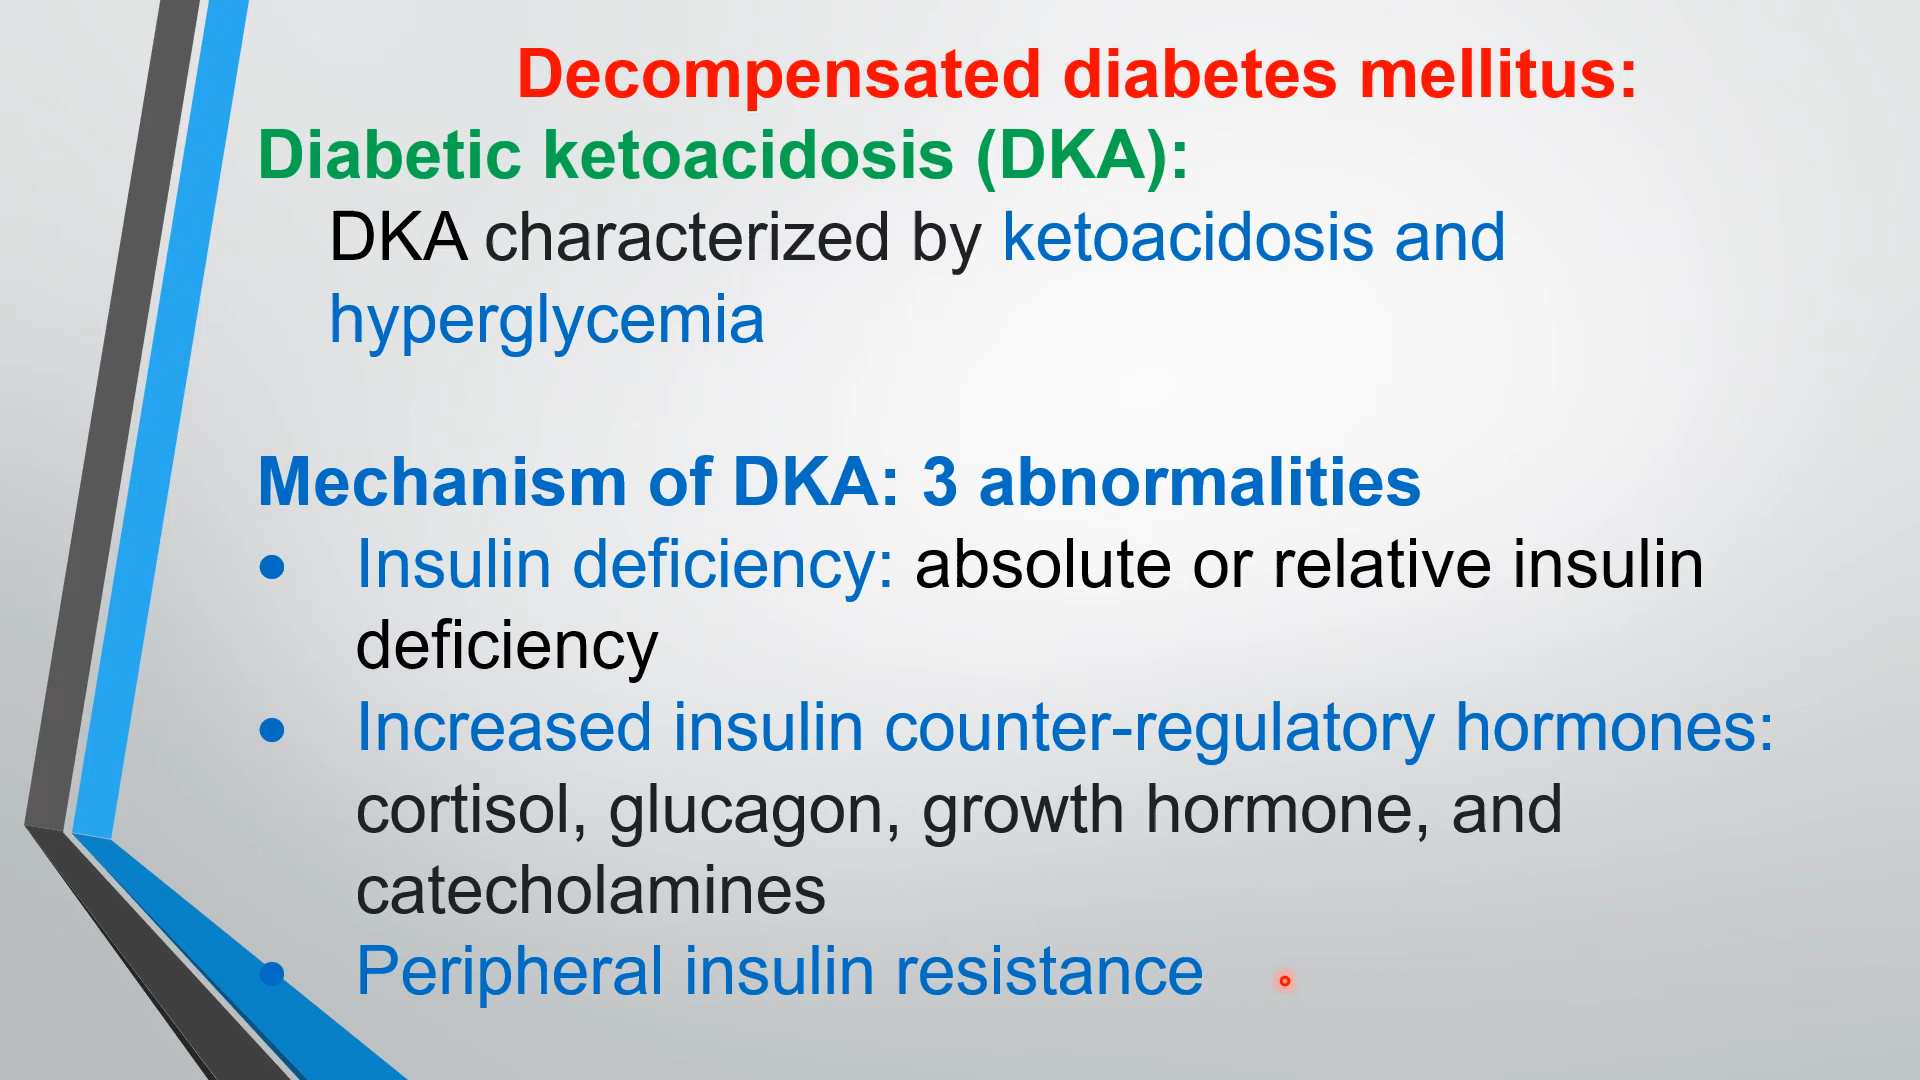 Decompensated diabetes mellitus:
Diabetic ketoacidosis (DKA):
DKA characterized by ketoacidosis and
hyperglycemia
Mechanism of DKA: 3 abnormalities
• Insulin deficiency: absolute or relative insulin
deficiency
• Increased insulin counter-regulatory hormones:
cortisol, glucagon, growth hormone, and
catecholamines
• Peripheral insulin resistance